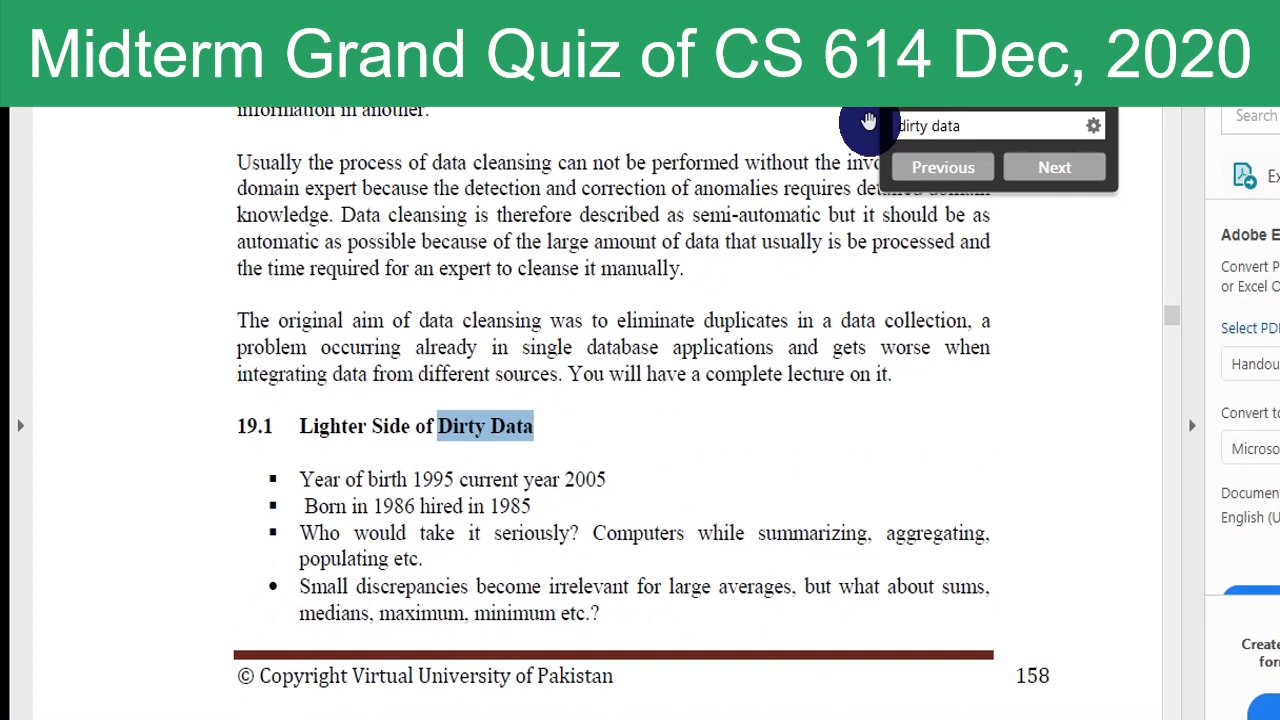 Midterm Grand Quiz of CS 614 Dec, 2020
information in another.
dirty data
Search
Previous
Next
Usually the process of data cleansing can not be performed without the
domain expert because the detection and correction of anomalies requires
knowledge. Data cleansing is therefore described as semi-automatic but it should be as
automatic as possible because of the large amount of data that usually is be processed and
the time required for an expert to cleanse it manually.
The original aim of data cleansing was to eliminate duplicates in a data collection, a
problem occurring already in single database applications and gets worse when
integrating data from different sources. You will have a complete lecture on it.
19.1 Lighter Side of Dirty Data
▪ Year of birth 1995 current year 2005
▪ Born in 1986 hired in 1985
▪ Who would take it seriously? Computers while summarizing, aggregating,
populating etc.
• Small discrepancies become irrelevant for large averages, but what about sums,
medians, maximum, minimum etc.?
© Copyright Virtual University of Pakistan 158
Ex
Adobe E
Convert P
or Excel O
Select PD
Handou
Convert to
Microso
Documen
English (U
Create
for